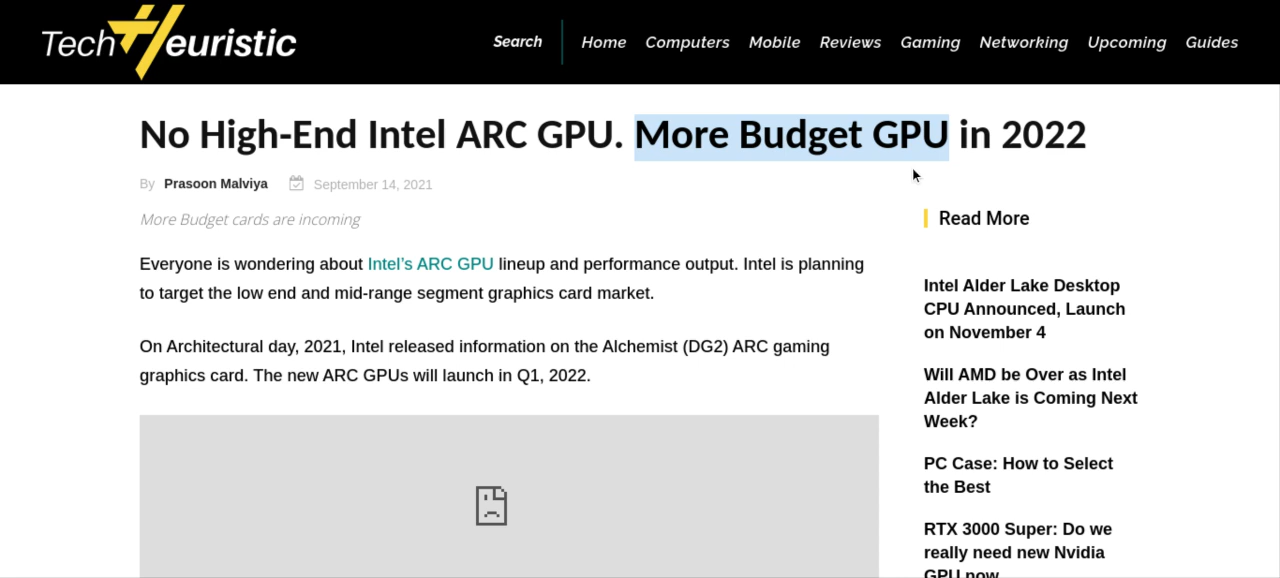 TechHeuristic
Search
Home Computers Mobile Reviews Gaming Networking Upcoming Guides
No High-End Intel ARC GPU. More Budget GPU in 2022
By Prasoon Malviya September 14, 2021
More Budget cards are incoming
Everyone is wondering about Intel’s ARC GPU lineup and performance output. Intel is planning
to target the low end and mid-range segment graphics card market.
On Architectural day, 2021, Intel released information on the Alchemist (DG2) ARC gaming
graphics card. The new ARC GPUs will launch in Q1, 2022.
Read More
Intel Alder Lake Desktop
CPU Announced, Launch
on November 4
Will AMD be Over as Intel
Alder Lake is Coming Next
Week?
PC Case: How to Select
the Best
RTX 3000 Super: Do we
really need new Nvidia
GPU now